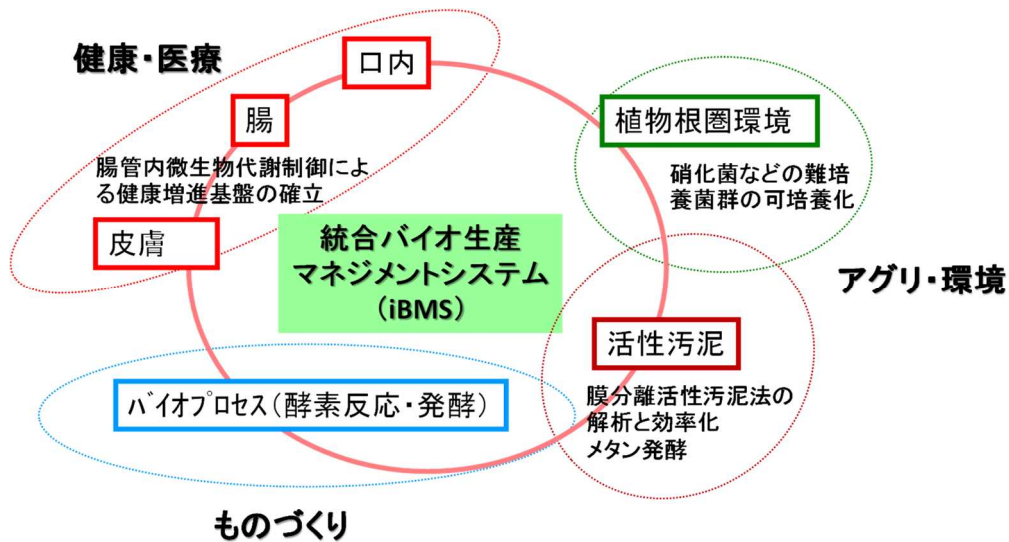 健康・医療
口内
腸
腸管内微生物代謝制御によ
る健康増進基盤の確立
皮膚
統合バイオ生産
マネジメントシステム
（iBMS）
植物根圏環境
硝化菌などの難培
養菌群の可培養化
アグリ・環境
活性汚泥
膜分離活性汚泥法の
解析と効率化
メタン発酵
ﾊﾞｲｵﾌﾟﾛｾｽ（酵素反応・発酵）
ものづくり